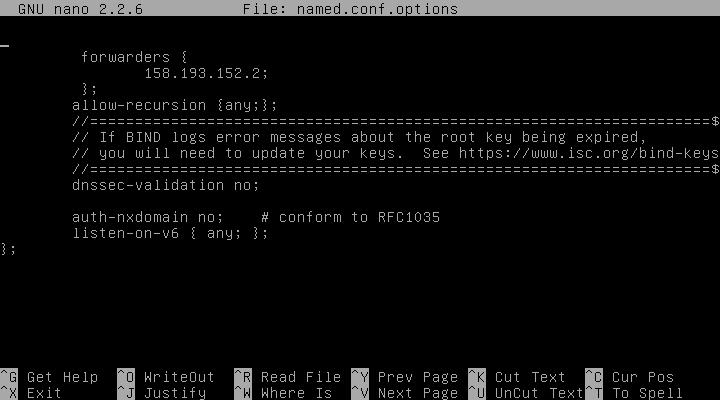 GNU nano 2.2.6 File: named.conf.options
forwarders {
158.193.152.2;
};
allow-recursion {any;};
//=====================================================================$
// If BIND logs error messages about the root key being expired,
// you will need to update your keys.  See https://www.isc.org/bind-keys
//=====================================================================$
dnssec-validation no;
auth-nxdomain no;    # conform to RFC1035
listen-on-v6 { any; };
};
^G Get Help ^O WriteOut ^R Read File ^Y Prev Page ^K Cut Text ^C Cur Pos
^X Exit ^J Justify ^W Where Is ^V Next Page ^U UnCut Text ^T To Spell